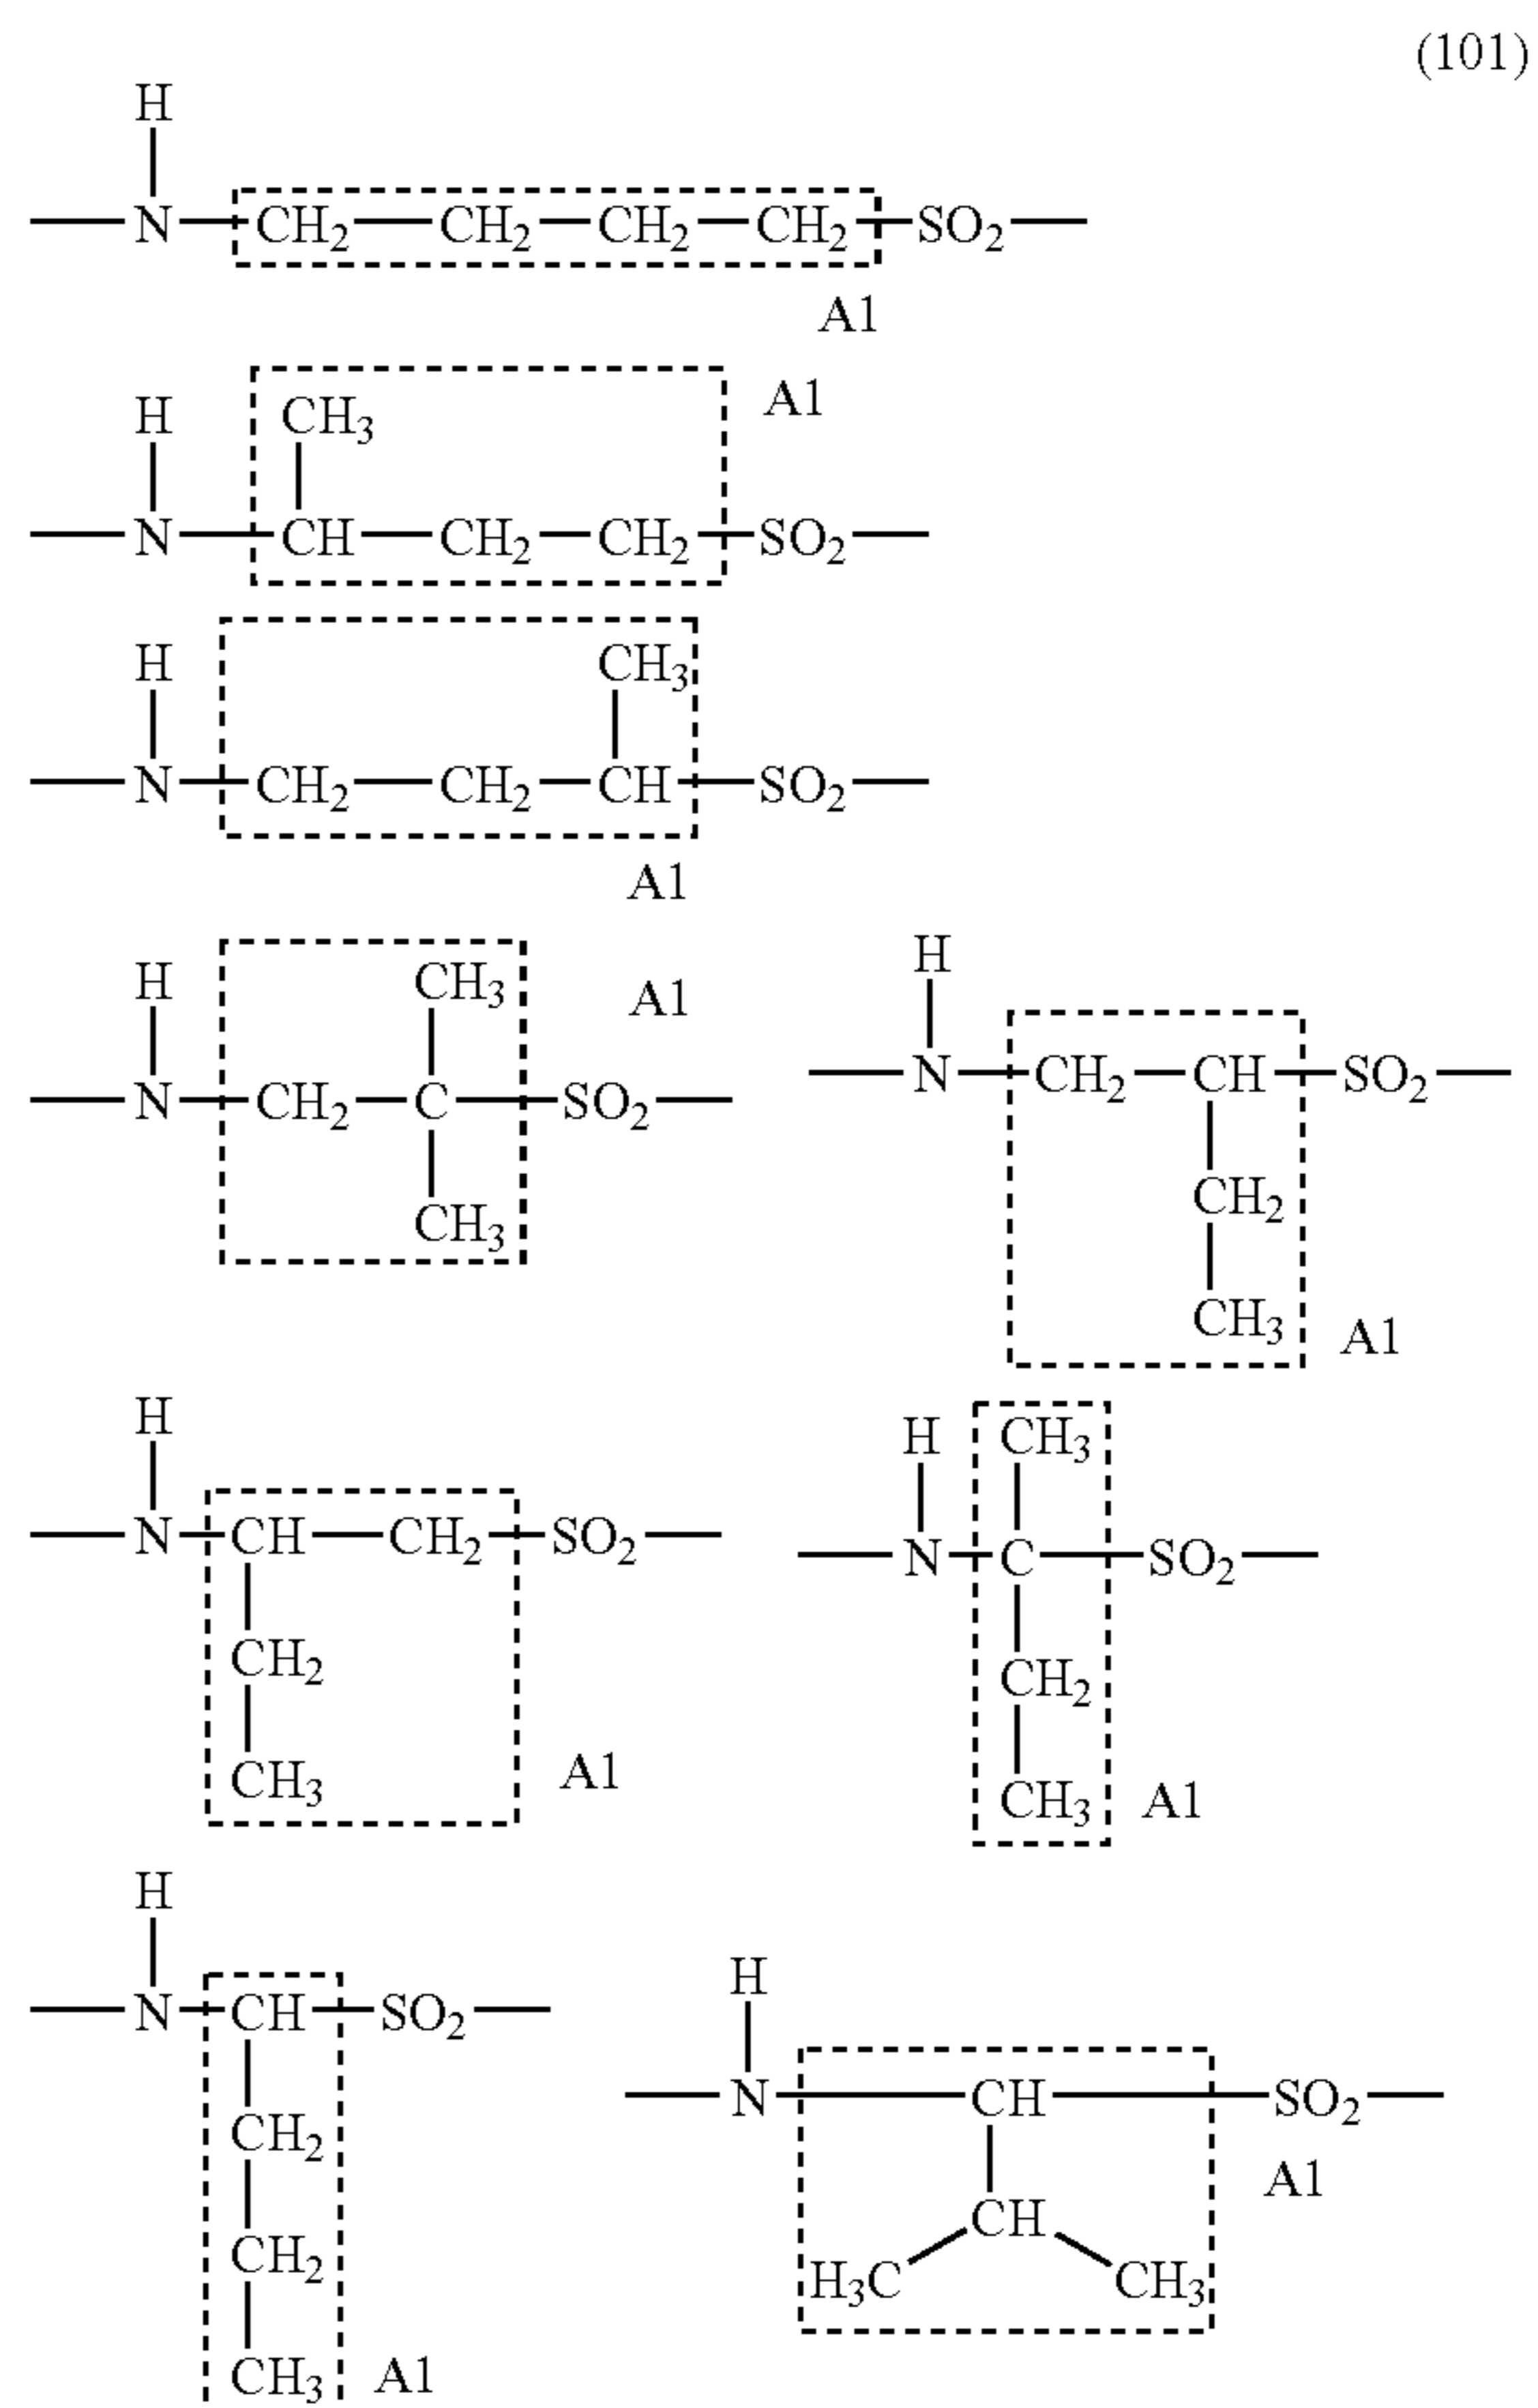 (101)
H
N CH2 CH2 CH2 CH2 SO2
A1
H CH3 A1
N CH CH2 CH2 SO2
H CH3
N CH2 CH2 CH SO2
A1
H CH3 A1
N CH2 C SO2
CH3
H
N CH2 CH SO2
CH2
CH3 A1
H
N CH CH2 SO2
CH2
CH3 A1
H CH3
N C SO2
CH2
CH3 A1
H
N CH SO2
CH2
CH2
CH3 A1
H
N CH SO2
A1
CH
H3C CH3